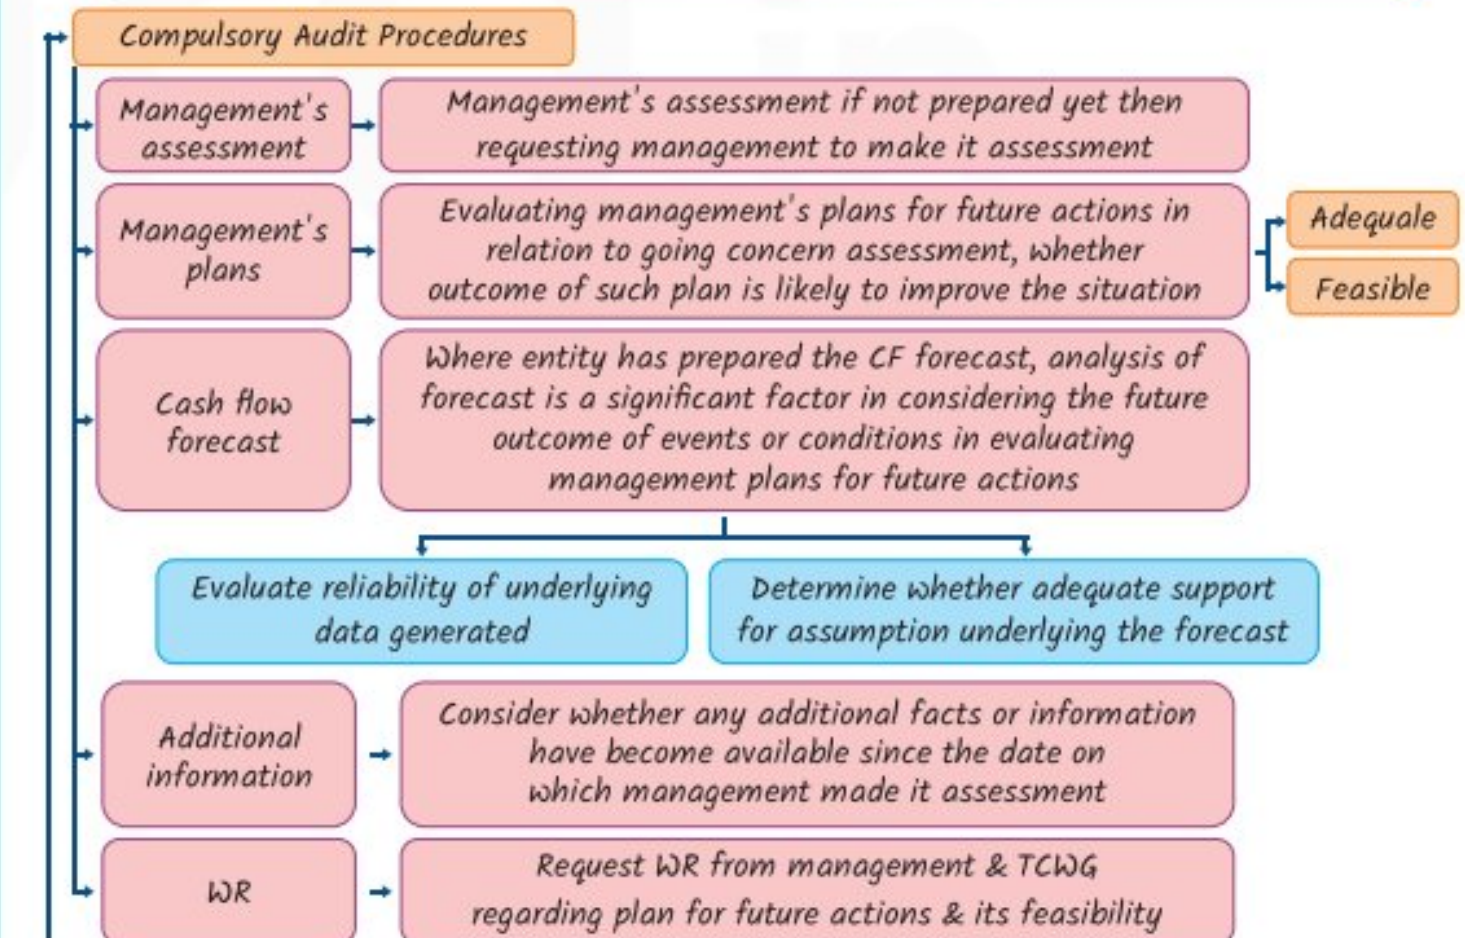 Compulsory Audit Procedures
Management's
assessment
Management's assessment if not prepared yet then
requesting management to make it assessment
Management's
plans
Evaluating management's plans for future actions in
relation to going concern assessment, whether
outcome of such plan is likely to improve the situation
Adequale
Feasible
Cash flow
forecast
Where entity has prepared the CF forecast, analysis of
forecast is a significant factor in considering the future
outcome of events or conditions in evaluating
management plans for future actions
Evaluate reliability of underlying
data generated
Determine whether adequate support
for assumption underlying the forecast
Additional
information
Consider whether any additional facts or information
have become available since the date on
which management made it assessment
WR
Request WR from management & TCWG
regarding plan for future actions & its feasibility